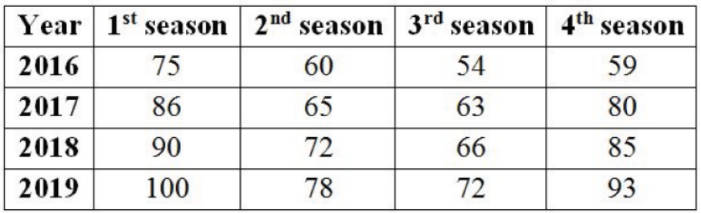 Year 1st season 2nd season 3rd season 4th season
2016 75 60 54 59
2017 86 65 63 80
2018 90 72 66 85
2019 100 78 72 93